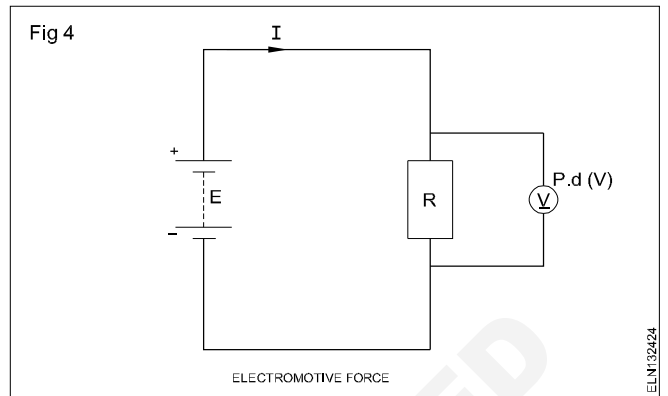 Fig 4
I
+
E
–
R
P.d (V)
V
ELECTROMOTIVE FORCE
ELN132424